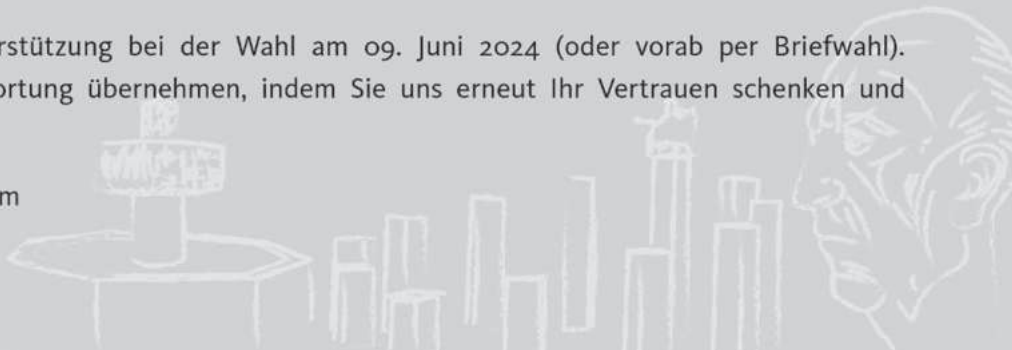 rstützung bei der Wahl am 09. Juni 2024 (oder vorab per Briefwahl).
ortung übernehmen, indem Sie uns erneut Ihr Vertrauen schenken und
m